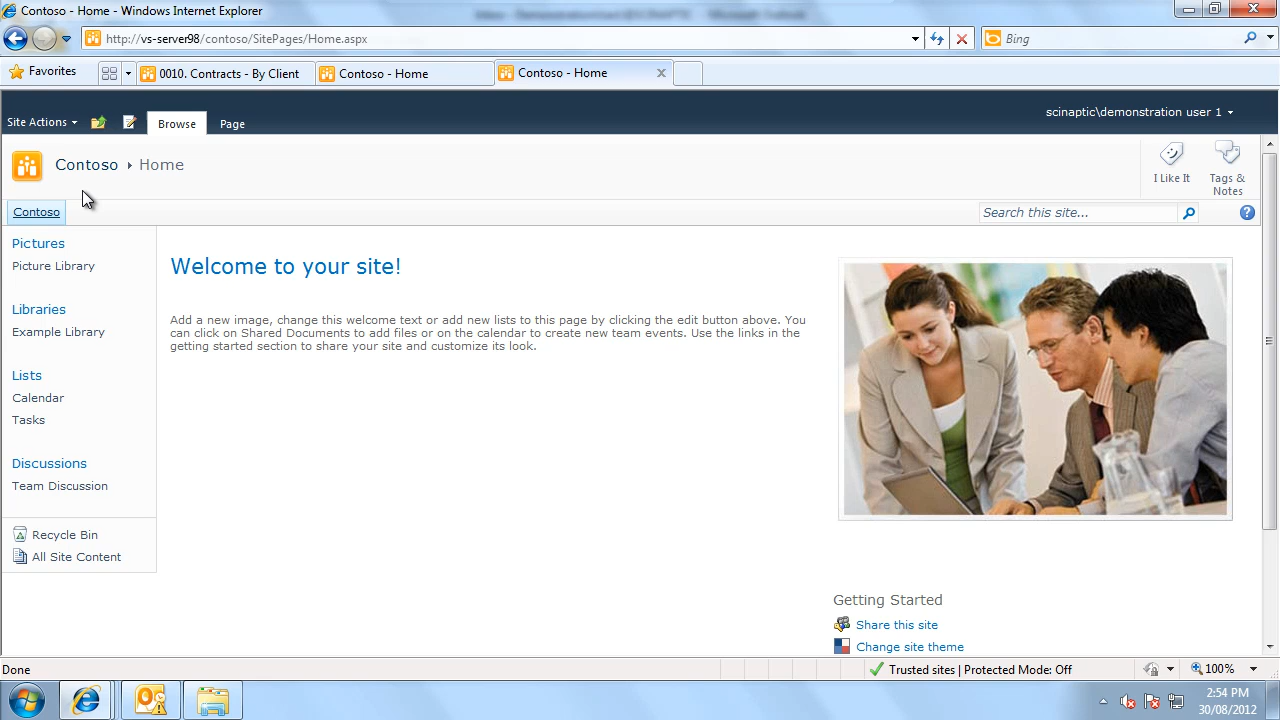 Contoso - Home - Windows Internet Explorer
http://vs-server98/contoso/SitePages/Home.aspx
Bing
Favorites
0010. Contracts - By Client
Contoso - Home
Contoso - Home
Site Actions
Browse
Page
scinaptic\demonstration user 1
Contoso
Home
I Like It
Tags &
Notes
Contoso
Search this site...
Pictures
Picture Library
Libraries
Example Library
Lists
Calendar
Tasks
Discussions
Team Discussion
Recycle Bin
All Site Content
Welcome to your site!
Add a new image, change this welcome text or add new lists to this page by clicking the edit button above. You
can click on Shared Documents to add files or on the calendar to create new team events. Use the links in the
getting started section to share your site and customize its look.
Getting Started
Share this site
Change site theme
Done
Trusted sites | Protected Mode: Off
100%
2:54 PM
30/08/2012